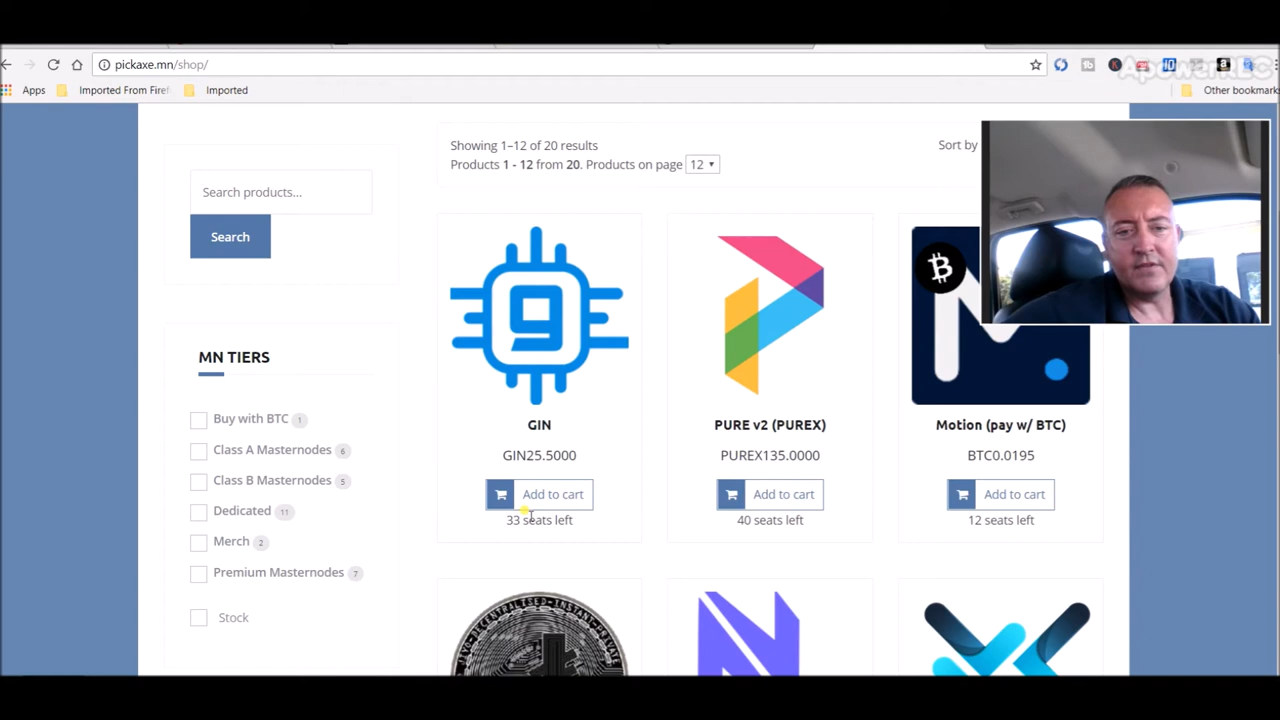 pickaxe.mn/shop/
ApowerREC
Apps
Imported From Firef
Imported
Other bookmark
Search products...
Search
MN TIERS
Buy with BTC 1
Class A Masternodes 6
Class B Masternodes 5
Dedicated 11
Merch 2
Premium Masternodes 7
Stock
Showing 1–12 of 20 results
Products 1 - 12 from 20. Products on page 12
Sort by
GIN
GIN25.5000
Add to cart
33 seats left
PURE v2 (PUREX)
PUREX135.0000
Add to cart
40 seats left
Motion (pay w/ BTC)
BTC0.0195
Add to cart
12 seats left